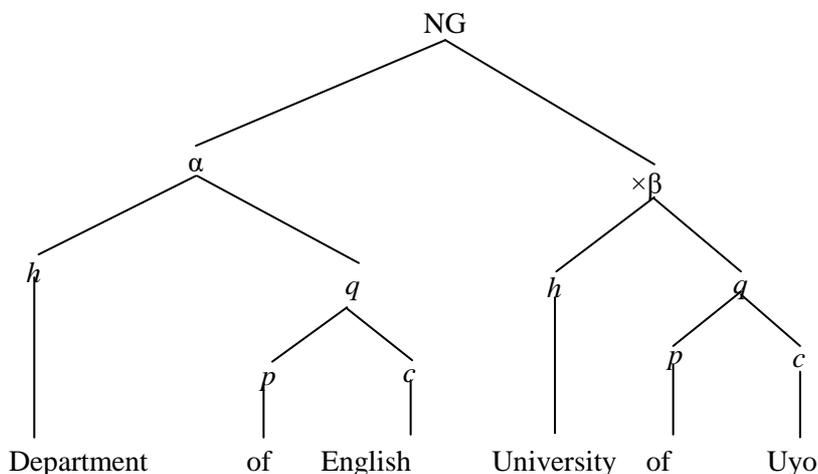 NG
α
×β
h
q
h
q
p
c
p
c
Department of English University of Uyo